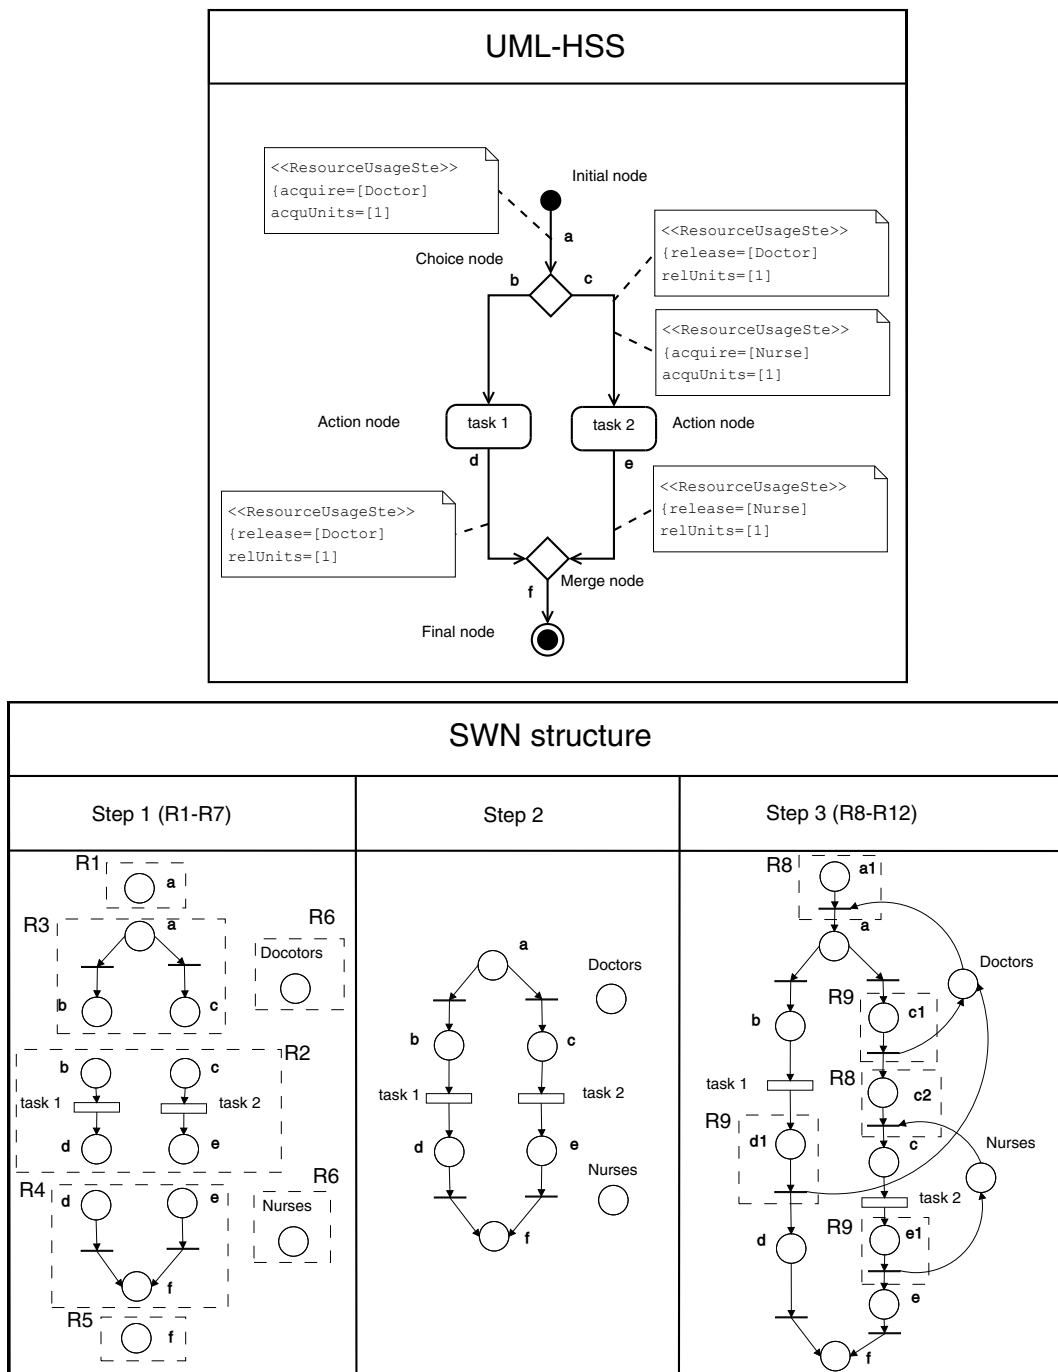 UML-HSS
<<ResourceUsageSte>>
{acquire=[Doctor]
acquUnits=[1]
Initial node
a
<<ResourceUsageSte>>
{release=[Doctor]
relUnits=[1]
Choice node
b
c
<<ResourceUsageSte>>
{acquire=[Nurse]
acquUnits=[1]
Action node
task 1
task 2
Action node
d
e
<<ResourceUsageSte>>
{release=[Doctor]
relUnits=[1]
<<ResourceUsageSte>>
{release=[Nurse]
relUnits=[1]
Merge node
f
Final node
SWN structure
Step 1 (R1-R7)
Step 2
Step 3 (R8-R12)
R1
a
R3
a
b
c
R6
Docotors
R2
b
c
task 1
task 2
d
e
R4
d
e
f
R6
Nurses
R5
f
a
Doctors
b
c
task 1
task 2
d
e
Nurses
f
R8
a1
a
Doctors
b
R9
c1
R8
c2
task 1
R9
d1
c
Nurses
task 2
R9
e1
d
e
f